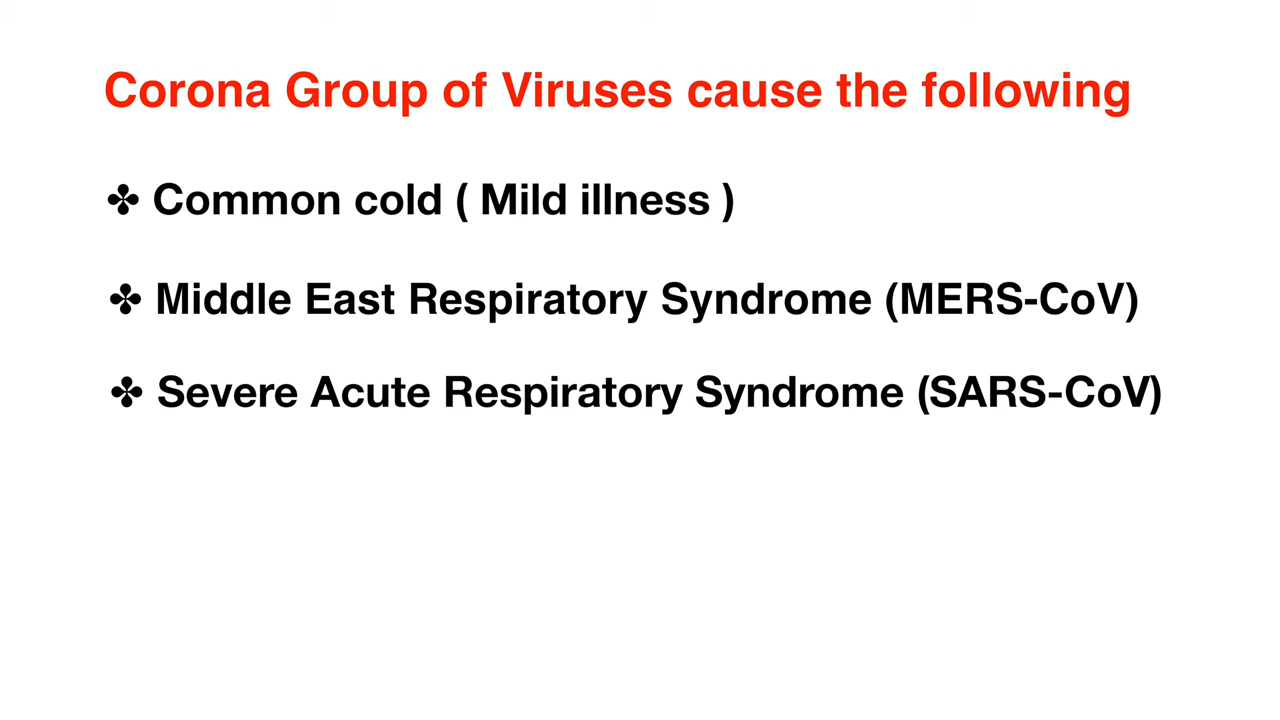 Corona Group of Viruses cause the following
✤ Common cold ( Mild illness )
✤ Middle East Respiratory Syndrome (MERS-CoV)
✤ Severe Acute Respiratory Syndrome (SARS-CoV)